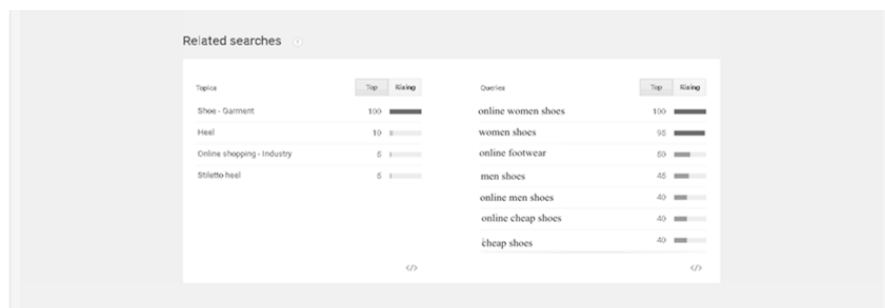 Related searches
Topics Top Rising
Shoe - Garment 100
Heel 10
Online shopping - Industry 5
Stiletto heel 5
</>
Queries Top Rising
online women shoes 100
women shoes 95
online footwear 50
men shoes 45
online men shoes 40
online cheap shoes 40
cheap shoes 40
</>